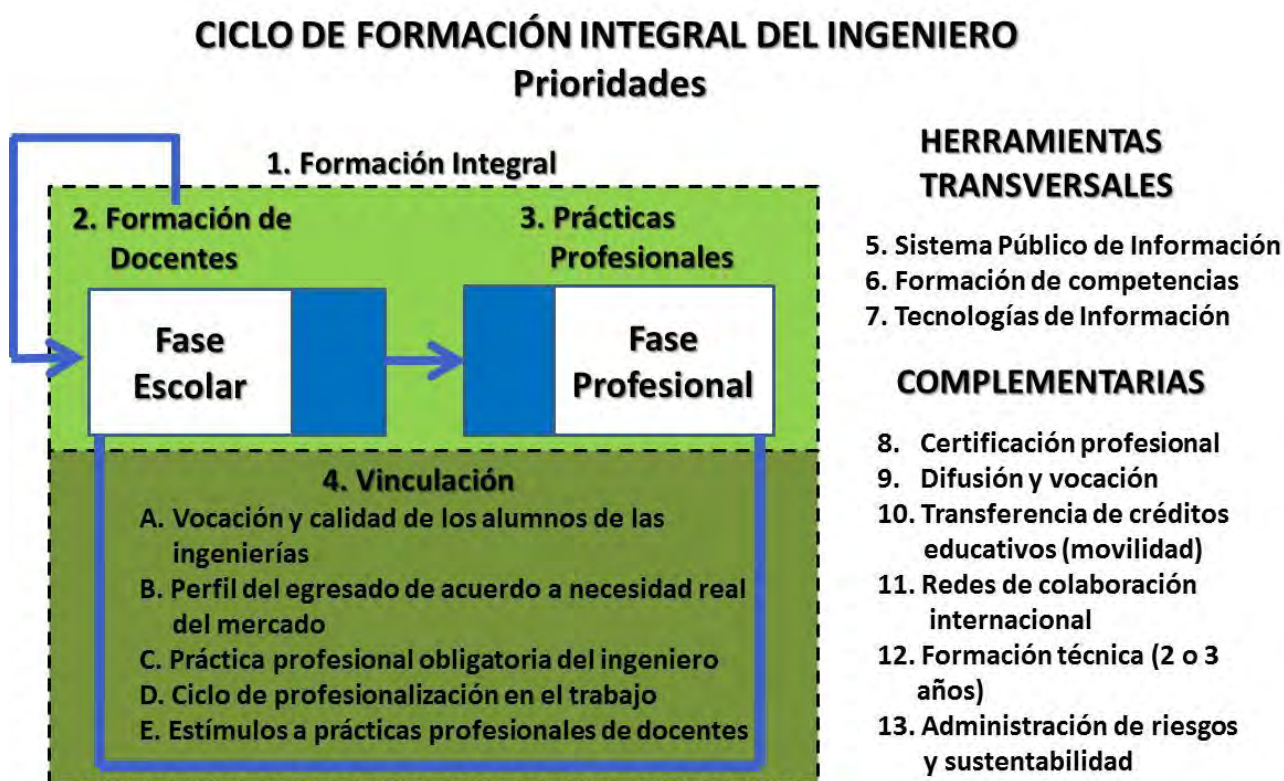 CICLO DE FORMACIÓN INTEGRAL DEL INGENIERO
Prioridades
1. Formación Integral
2. Formación de
Docentes
3. Prácticas
Profesionales
Fase
Escolar
Fase
Profesional
4. Vinculación
A. Vocación y calidad de los alumnos de las
ingenierías
B. Perfil del egresado de acuerdo a necesidad real
del mercado
C. Práctica profesional obligatoria del ingeniero
D. Ciclo de profesionalización en el trabajo
E. Estímulos a prácticas profesionales de docentes
HERRAMIENTAS
TRANSVERSALES
5. Sistema Público de Información
6. Formación de competencias
7. Tecnologías de Información
COMPLEMENTARIAS
8. Certificación profesional
9. Difusión y vocación
10. Transferencia de créditos
educativos (movilidad)
11. Redes de colaboración
internacional
12. Formación técnica (2 o 3
años)
13. Administración de riesgos
y sustentabilidad